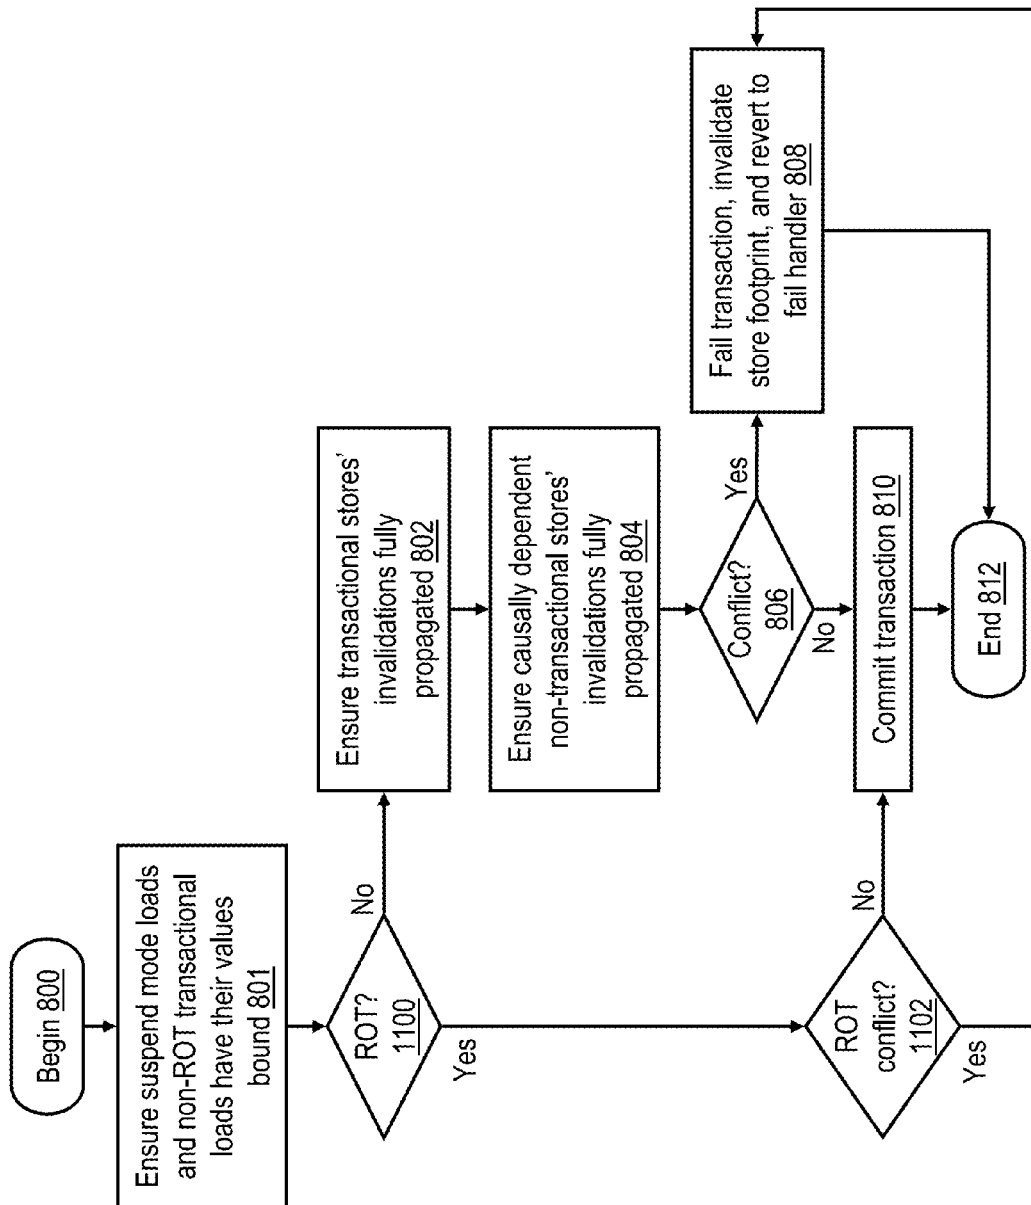 Begin 800
Ensure suspend mode loads
and non-ROT transactional
loads have their values
bound 801
ROT?
1100
No
Yes
Ensure transactional stores’
invalidations fully
propagated 802
Ensure causally dependent
non-transactional stores’
invalidations fully
propagated 804
Conflict?
806
Yes
No
Fail transaction, invalidate
store footprint, and revert to
fail handler 808
ROT
conflict?
1102
No
Yes
Commit transaction 810
End 812